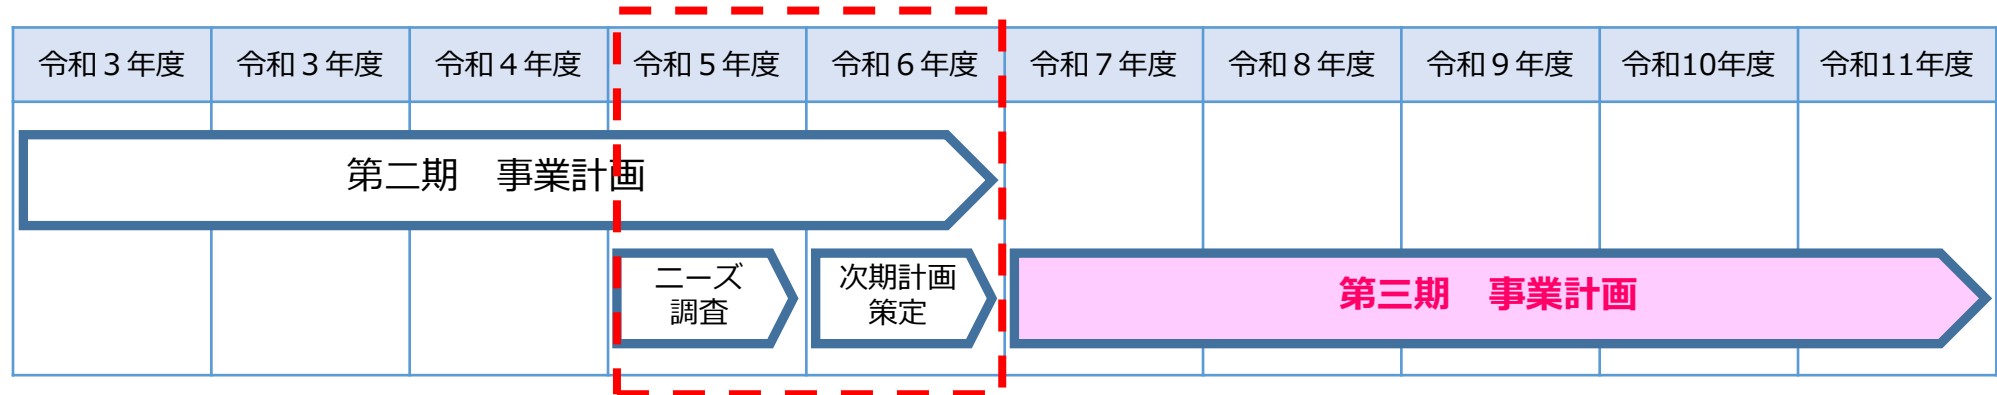 令和３年度 令和３年度 令和４年度 令和５年度 令和６年度 令和７年度 令和８年度 令和９年度 令和10年度 令和11年度
第二期　事業計画
ニーズ
調査
次期計画
策定
第三期　事業計画